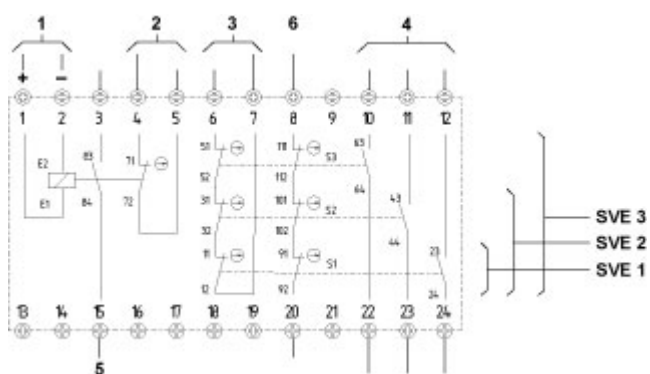 1 2 3 6 4
+ −
1 2 3 4 5 6 7 8 9 10 11 12
E2 83 71 51 111 S3 63
E1 84 72 52 112 64
31 101 S2 43
32 102 44
11 91 S1 23
12 92 24
SVE 3
SVE 2
SVE 1
13 14 15 16 17 18 19 20 21 22 23 24
5